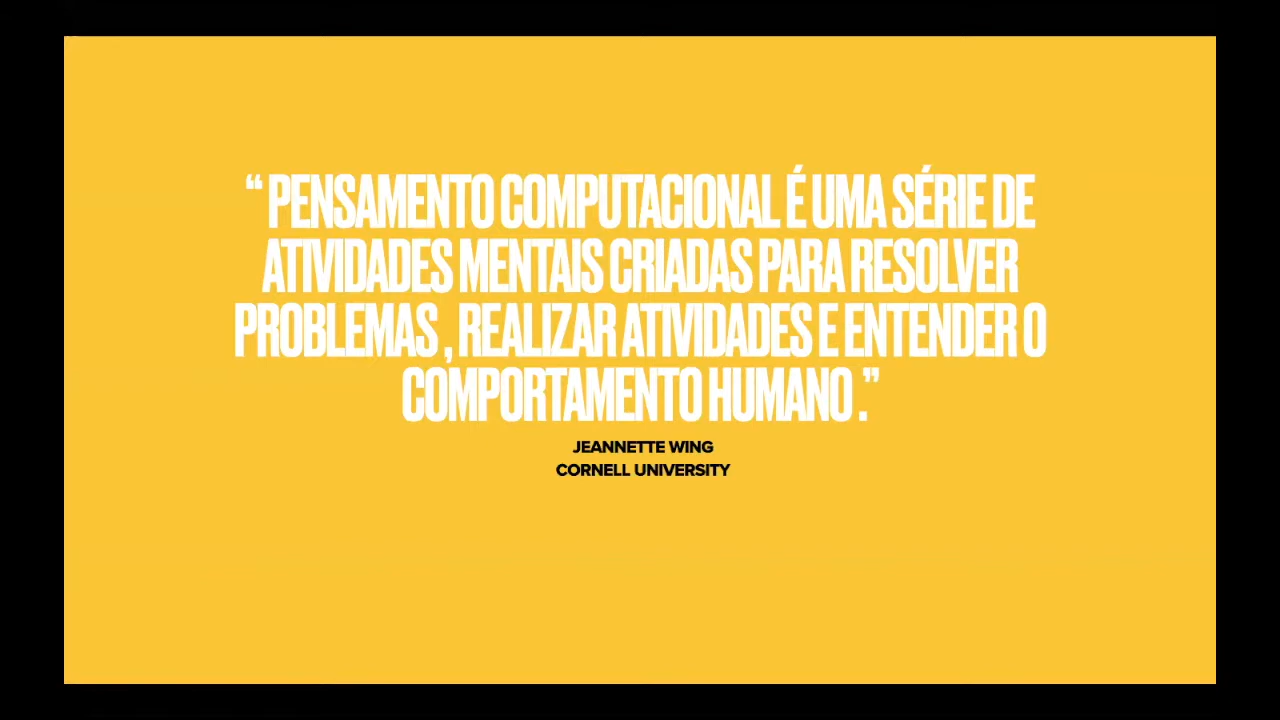 “ PENSAMENTO COMPUTACIONAL É UMA SÉRIE DE
ATIVIDADES MENTAIS CRIADAS PARA RESOLVER
PROBLEMAS , REALIZAR ATIVIDADES E ENTENDER O
COMPORTAMENTO HUMANO .”
JEANNETTE WING
CORNELL UNIVERSITY